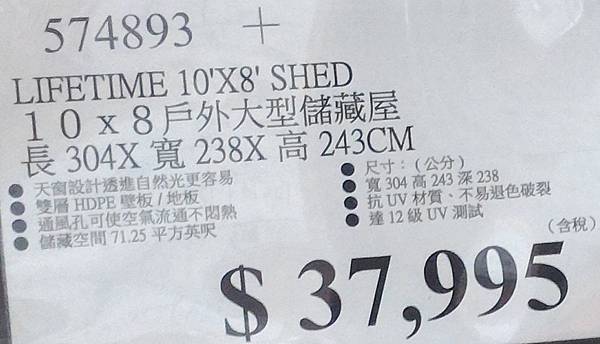 574893 +
LIFETIME 10'X8' SHED
10x8戶外大型儲藏屋
長 304X 寬 238X 高 243CM
● 天窗設計透進自然光更容易
● 雙層 HDPE 壁板/地板
● 通風孔可使空氣流通不悶熱
● 儲藏空間 71.25 平方英呎
● 尺寸：（公分）
● 寬 304 高 243 深 238
● 抗 UV 材質、不易退色破裂
● 達 12 級 UV 測試
（含稅）
$ 37,995